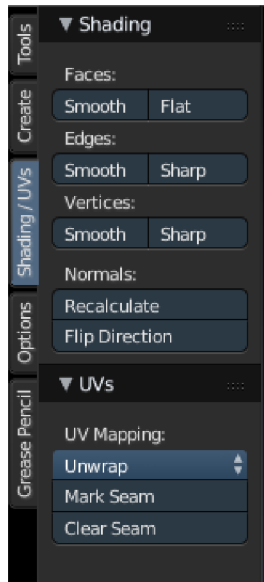 Tools
Create
Shading / UVs
Options
Grease Pencil
Shading
Faces:
Smooth Flat
Edges:
Smooth Sharp
Vertices:
Smooth Sharp
Normals:
Recalculate
Flip Direction
UVs
UV Mapping:
Unwrap
Mark Seam
Clear Seam